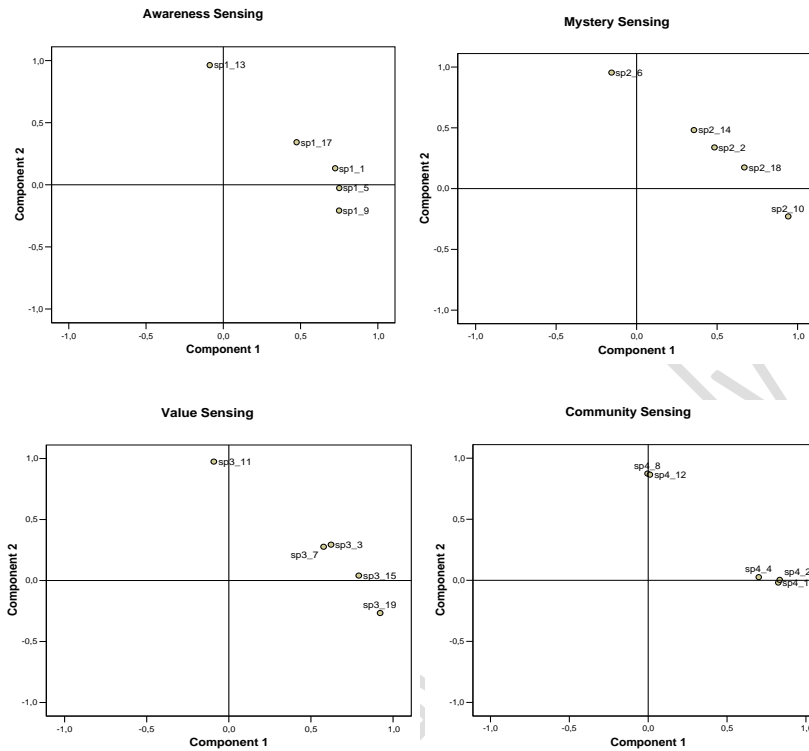 Awareness Sensing
1,0
0,5
0,0
-0,5
-1,0
Component 2
sp1_13
sp1_17
sp1_1
sp1_5
sp1_9
-1,0 -0,5 0,0 0,5 1,0
Component 1
Mystery Sensing
1,0
0,5
0,0
-0,5
-1,0
Component 2
sp2_6
sp2_14
sp2_2
sp2_18
sp2_10
-1,0 -0,5 0,0 0,5 1,0
Component 1
Value Sensing
1,0
0,5
0,0
-0,5
-1,0
Component 2
sp3_11
sp3_3
sp3_7
sp3_15
sp3_19
-1,0 -0,5 0,0 0,5 1,0
Component 1
Community Sensing
1,0
0,5
0,0
-0,5
-1,0
Component 2
sp4_8
sp4_12
sp4_4
sp4_2
sp4_1
-1,0 -0,5 0,0 0,5 1,0
Component 1